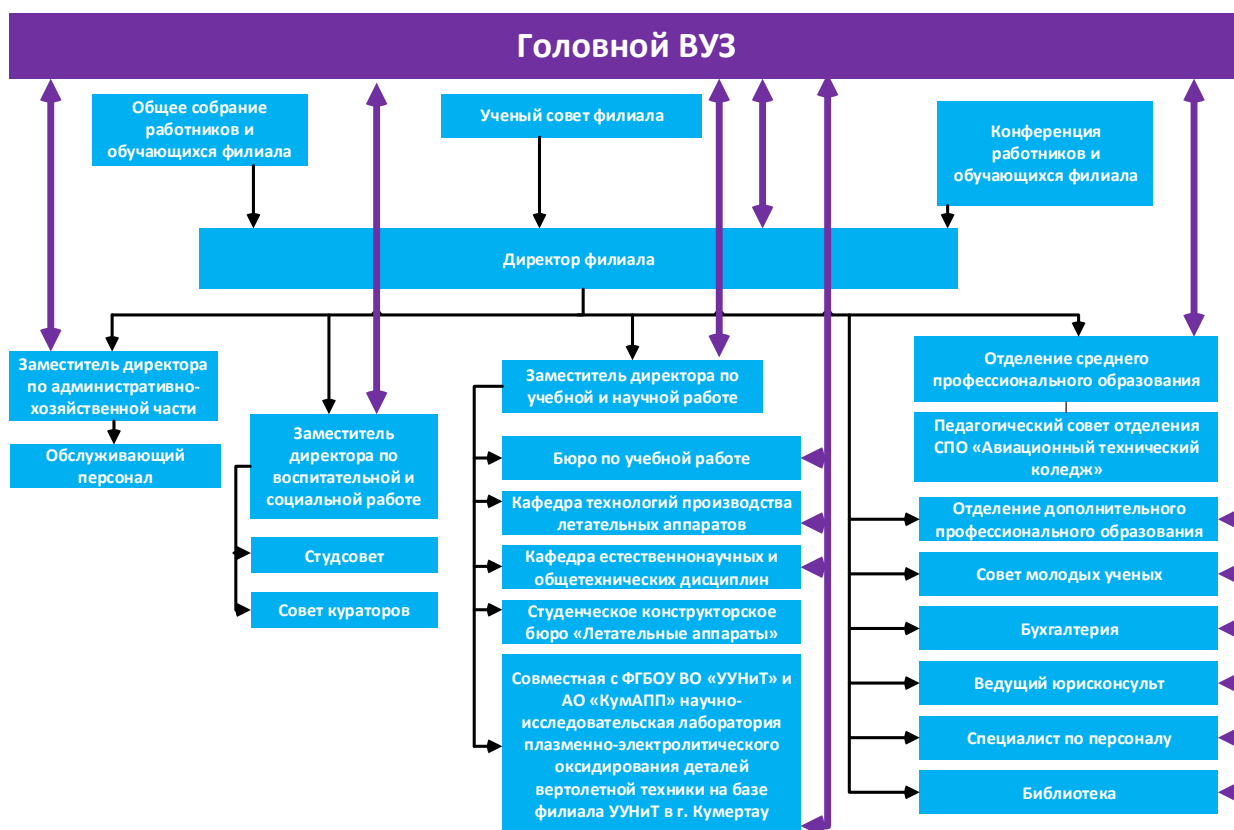 Головной ВУЗ
Общее собрание
работников и
обучающихся филиала
Ученый совет филиала
Конференция
работников и
обучающихся филиала
Директор филиала
Заместитель директора
по административно-
хозяйственной части
Обслуживающий
персонал
Заместитель
директора по
воспитательной и
социальной работе
Студсовет
Совет кураторов
Заместитель директора по
учебной и научной работе
Бюро по учебной работе
Кафедра технологий производства
летательных аппаратов
Кафедра естественнонаучных и
общетехнических дисциплин
Студенческое конструкторское
бюро «Летательные аппараты»
Совместная с ФГБОУ ВО «УУНиТ» и
АО «КумАПП» научно-
исследовательская лаборатория
плазменно-электролитического
оксидирования деталей
вертолетной техники на базе
филиала УУНиТ в г. Кумертау
Отделение среднего
профессионального образования
Педагогический совет отделения
СПО «Авиационный технический
коледж»
Отделение дополнительного
профессионального образования
Совет молодых ученых
Бухгалтерия
Ведущий юрисконсульт
Специалист по персоналу
Библиотека